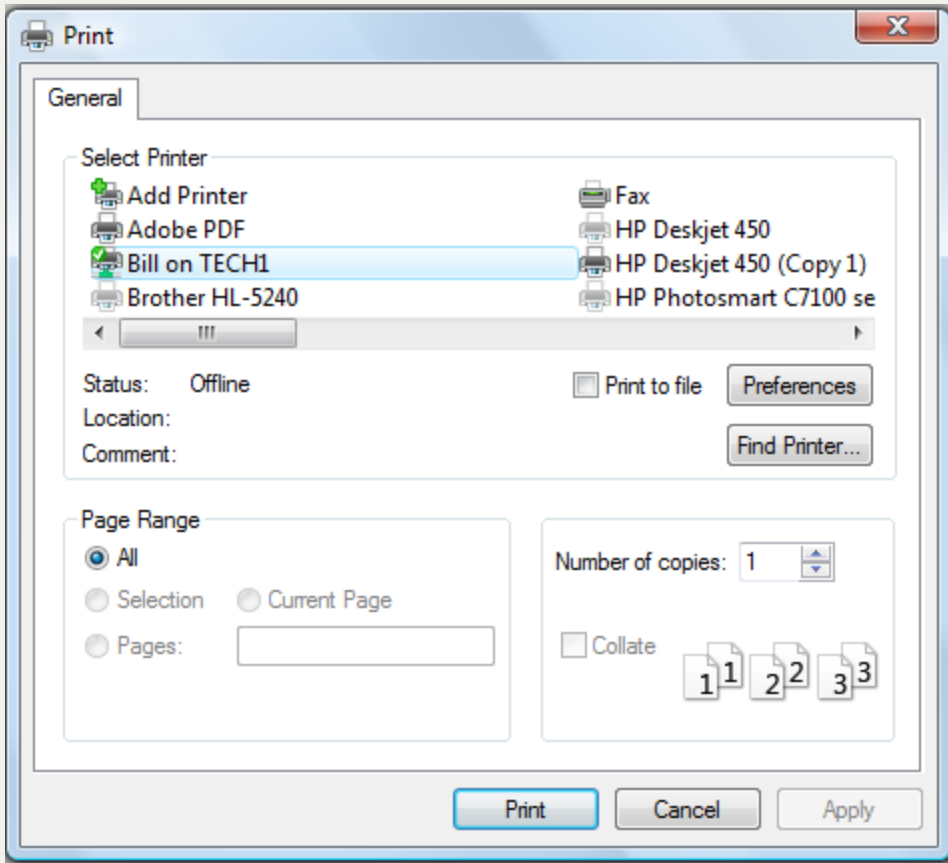 Print
X
General
Select Printer
Add Printer
Fax
Adobe PDF
HP Deskjet 450
Bill on TECH1
HP Deskjet 450 (Copy 1)
Brother HL-5240
HP Photosmart C7100 se
Status: Offline
Print to file
Preferences
Location:
Comment:
Find Printer...
Page Range
All
Selection
Current Page
Pages:
Number of copies: 1
Collate
1 1 2 2 3 3
Print
Cancel
Apply